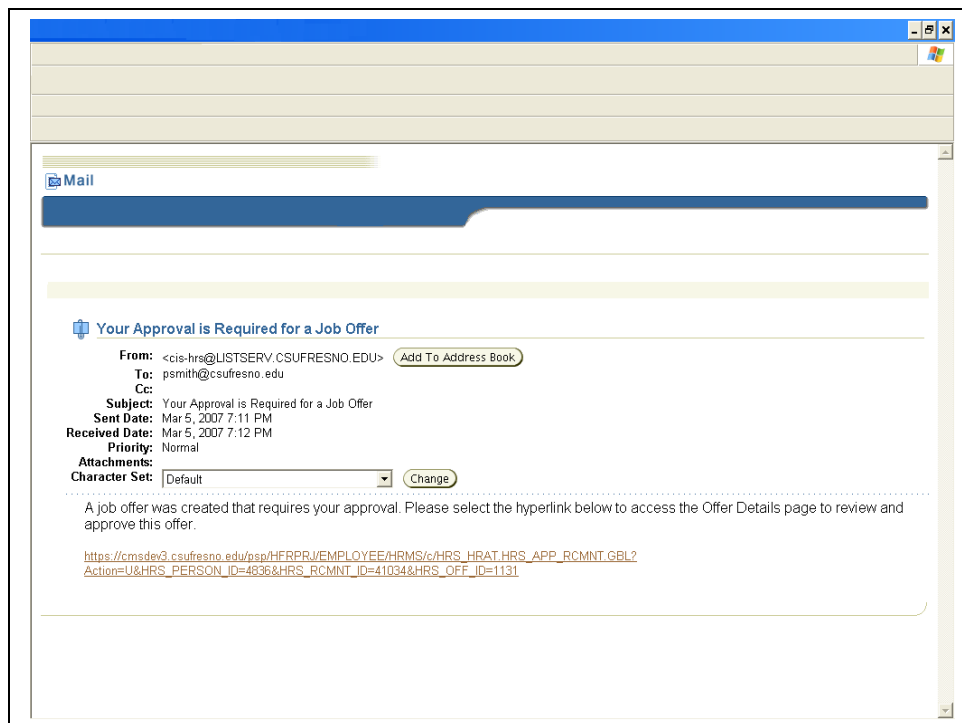 Mail
Your Approval is Required for a Job Offer
From: <cis-hrs@LISTSERV.CSUFRESNO.EDU> Add To Address Book
To: psmith@csufresno.edu
Cc:
Subject: Your Approval is Required for a Job Offer
Sent Date: Mar 5, 2007 7:11 PM
Received Date: Mar 5, 2007 7:12 PM
Priority: Normal
Attachments:
Character Set: Default Change
A job offer was created that requires your approval. Please select the hyperlink below to access the Offer Details page to review and
approve this offer.
https://cmsdev3.csufresno.edu/psp/HFRPRJ/EMPLOYEE/HRMS/c/HRS_HRAT.HRS_APP_RCMNT.GBL?
Action=U&HRS_PERSON_ID=4836&HRS_RCMNT_ID=41034&HRS_OFF_ID=1131